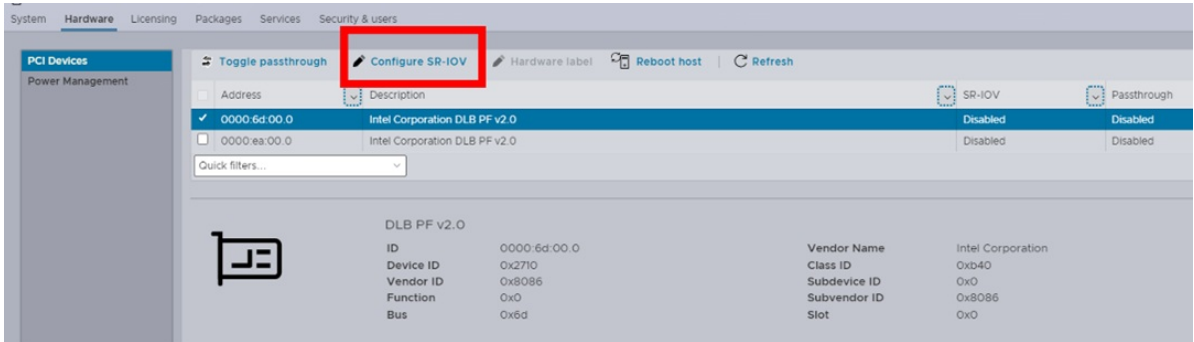 System Hardware Licensing Packages Services Security & users
PCI Devices
Power Management
Toggle passthrough Configure SR-IOV Hardware label Reboot host Refresh
Address Description SR-IOV Passthrough
0000:6d:00.0 Intel Corporation DLB PF v2.0 Disabled Disabled
0000:ea:00.0 Intel Corporation DLB PF v2.0 Disabled Disabled
Quick filters...
DLB PF v2.0
ID 0000:6d:00.0 Vendor Name Intel Corporation
Device ID 0x2710 Class ID 0xb40
Vendor ID 0x8086 Subdevice ID 0x0
Function 0x0 Subvendor ID 0x8086
Bus 0x6d Slot 0x0